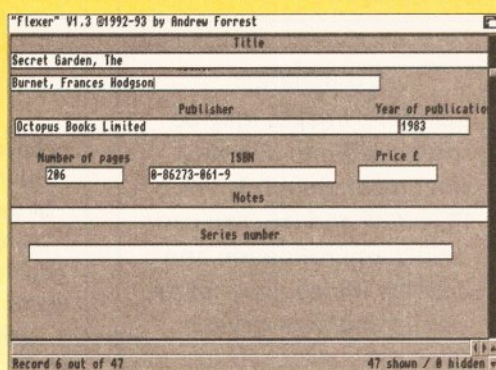 "Flexer" V1.3 @1992-93 by Andrew Forrest
Title
Secret Garden, The
Burnet, Frances Hodgson
Publisher Year of publicatio
Octopus Books Limited 1983
Number of pages ISBN Price £
206 0-86273-061-9
Notes
Series number
Record 6 out of 47 47 shown / 0 hidden